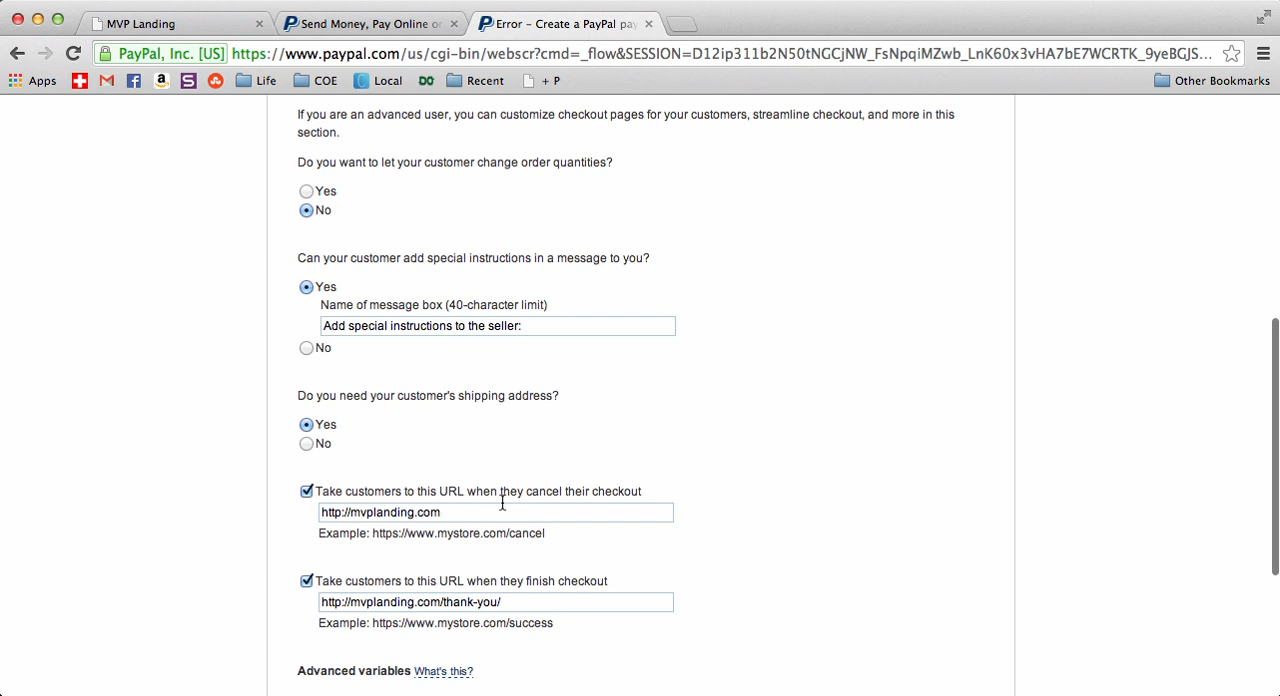 MVP Landing
Send Money, Pay Online or
Error - Create a PayPal pay
PayPal, Inc. [US]
https://www.paypal.com/us/cgi-bin/webscr?cmd=_flow&SESSION=D12ip311b2N50tNGCjNW_FsNpqiMZwb_LnK60x3vHA7bE7WCRTK_9yeBGJS...
Apps
Life
COE
Local
Recent
+ P
Other Bookmarks
If you are an advanced user, you can customize checkout pages for your customers, streamline checkout, and more in this
section.
Do you want to let your customer change order quantities?
Yes
No
Can your customer add special instructions in a message to you?
Yes
Name of message box (40-character limit)
Add special instructions to the seller:
No
Do you need your customer's shipping address?
Yes
No
Take customers to this URL when they cancel their checkout
http://mvplanding.com
Example: https://www.mystore.com/cancel
Take customers to this URL when they finish checkout
http://mvplanding.com/thank-you/
Example: https://www.mystore.com/success
Advanced variables What's this?